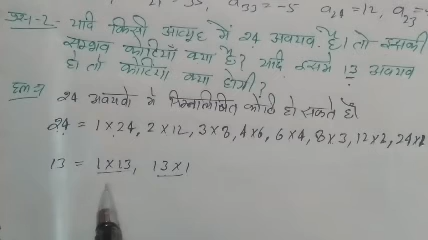 a₃₃ = -5 a₂₄ = 12, a₂₃
प्रश्न-2:- यदि किसी आव्यूह में 24 अवयव हैं। तो इसकी
सम्भव कोटियाँ क्या हैं? यदि इसमें 13 अवयव
हो तो कोटियां क्या होगी?
हल:-
24 अवयवो में निम्नलिखित कोटि हो सकते हैं
24 = 1×24, 2×12, 3×8, 4×6, 6×4, 8×3, 12×2, 24×1
13 = 1×13, 13×1